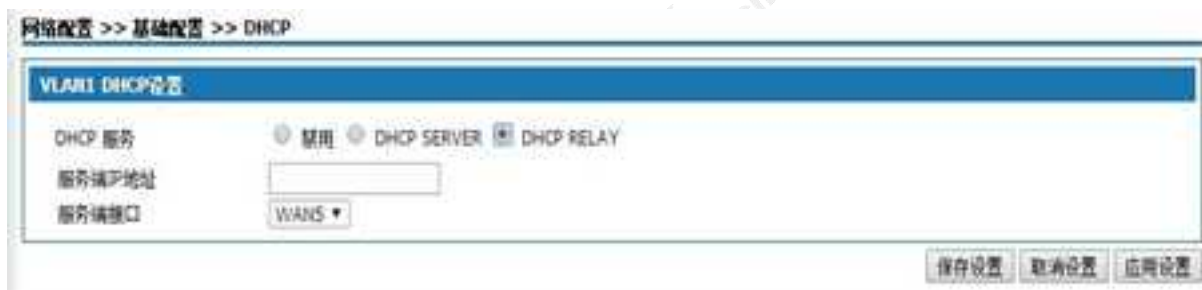 网络配置 >> 基础配置 >> DHCP
VLAN1 DHCP设置
DHCP 服务 禁用 DHCP SERVER DHCP RELAY
服务端IP地址
服务端接口 WAN5
保存设置 取消设置 应用设置